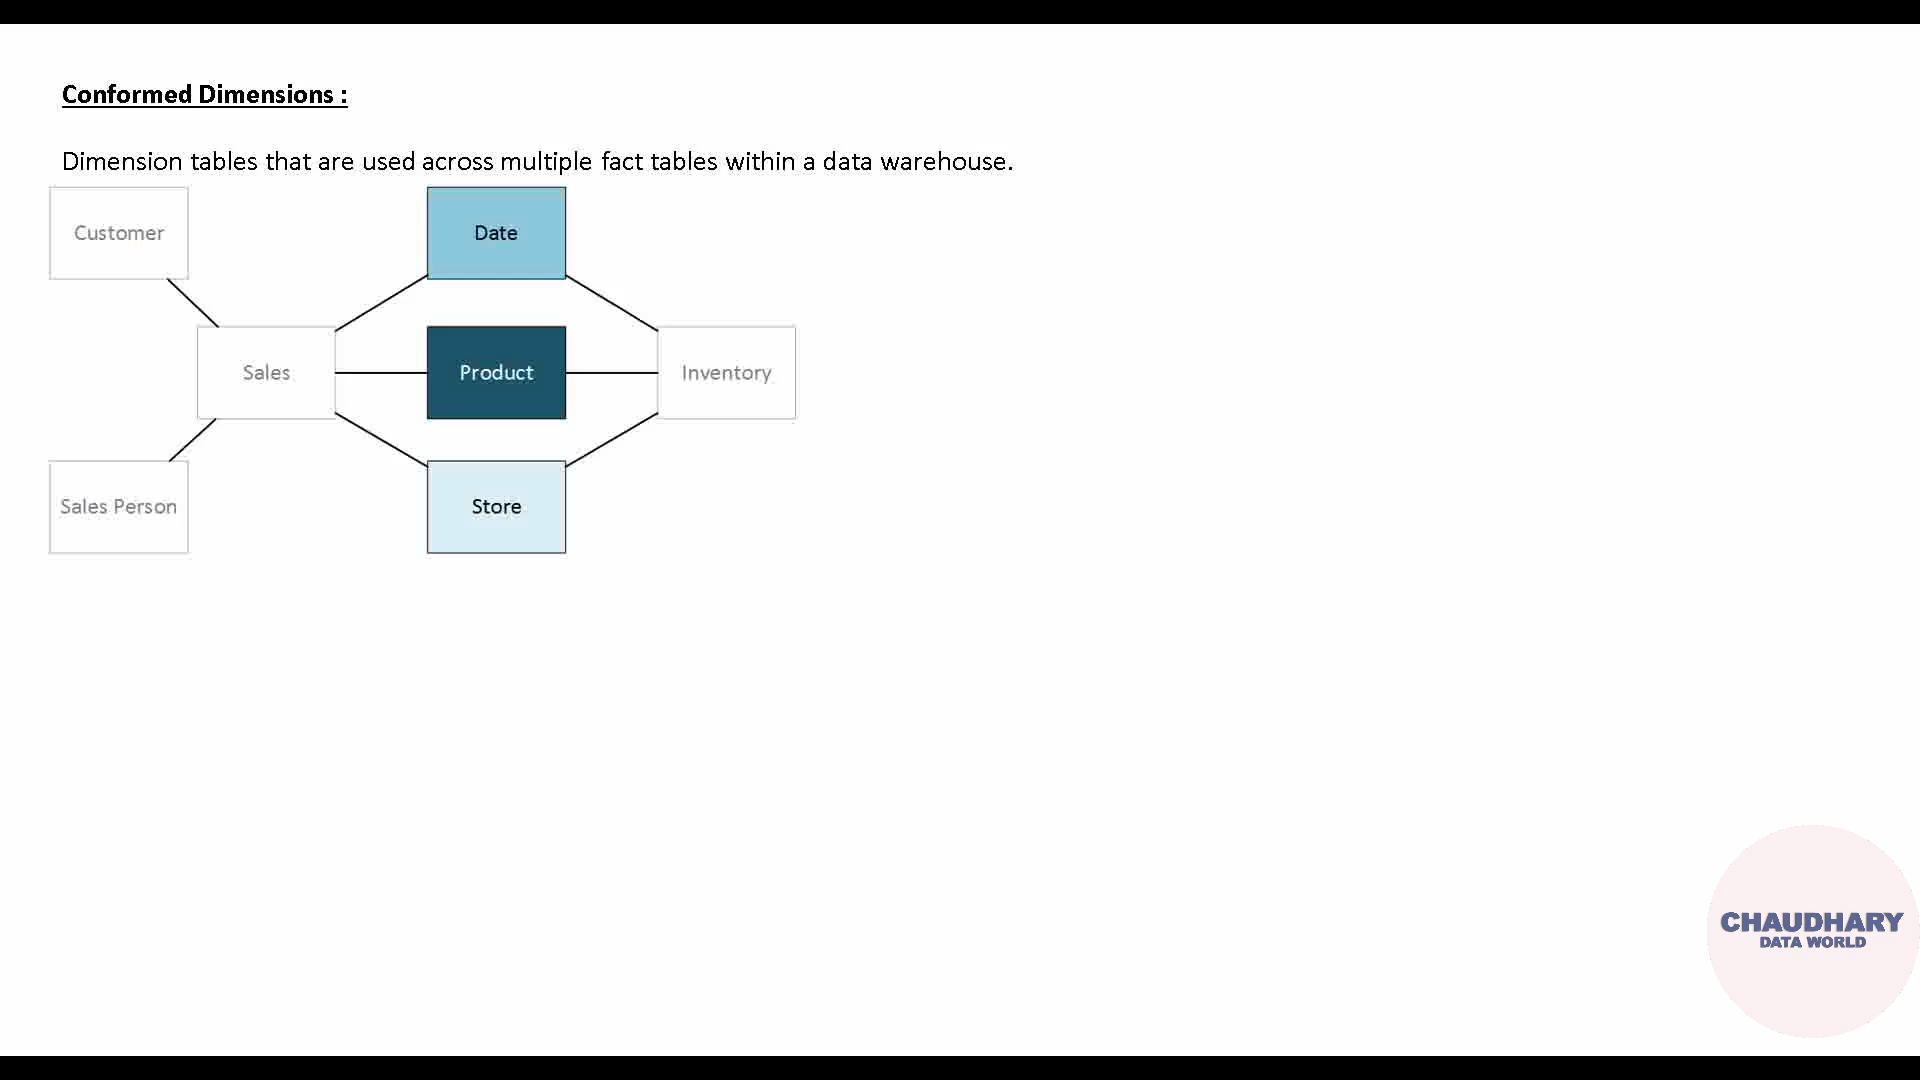 Conformed Dimensions :
Dimension tables that are used across multiple fact tables within a data warehouse.
Customer
Date
Sales
Product
Inventory
Sales Person
Store
CHAUDHARY
DATA WORLD